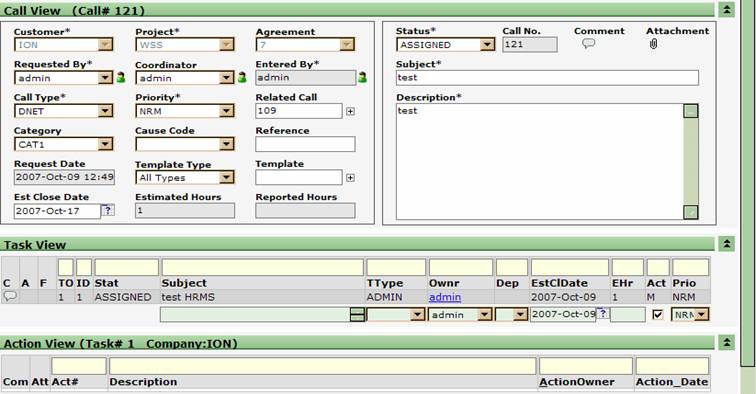 Call View (Call# 121)
Customer* Project* Agreement
ION WSS 7
Requested By* Coordinator Entered By*
admin admin admin
Call Type* Priority* Related Call
DNET NRM 109
Category Cause Code Reference
CAT1
Request Date Template Type Template
2007-Oct-09 12:49 All Types
Est Close Date Estimated Hours Reported Hours
2007-Oct-17 ? 1
Status* Call No. Comment Attachment
ASSIGNED 121
Subject*
test
Description*
test
Task View
C A F TO ID Stat Subject TType Ownr Dep EstClDate EHr Act Prio
1 1 ASSIGNED test HRMS ADMIN admin 2007-Oct-09 1 M NRM
admin 2007-Oct-09 ? NRM
Action View (Task# 1 Company:ION)
Com Att Act# Description ActionOwner Action_Date